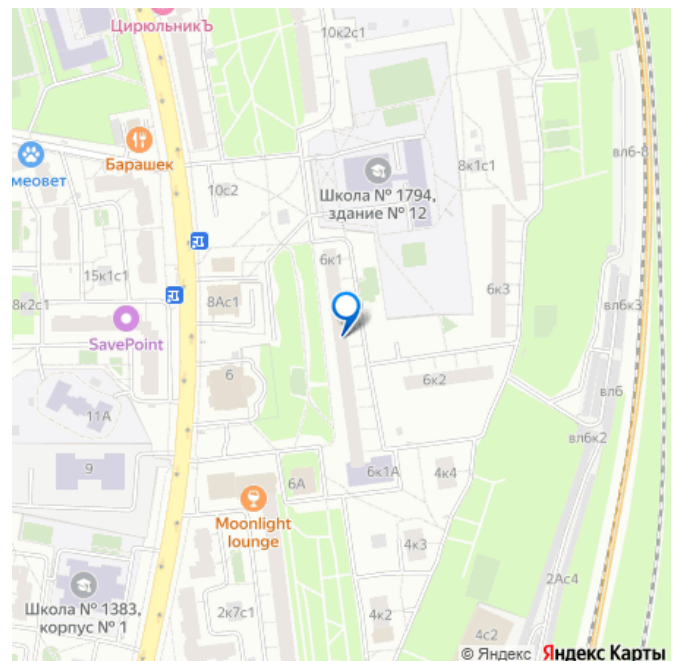 ЦирюльникЪ
10к2с1
Барашек
меовет
вл6-8
8к1с1
10с2
Школа № 1794,
здание № 12
6к1
15к1с1
8к2с1
8Ас1
6к3
вл6к3
SavePoint
6
6к2
вл6
11А
вл6к2
9
6А
6к1А
4к4
Moonlight
lounge
4к3
2Ас4
Школа № 1383,
корпус № 1
2к7с1
4к2
4с2
© Яндекс Яндекс Карты